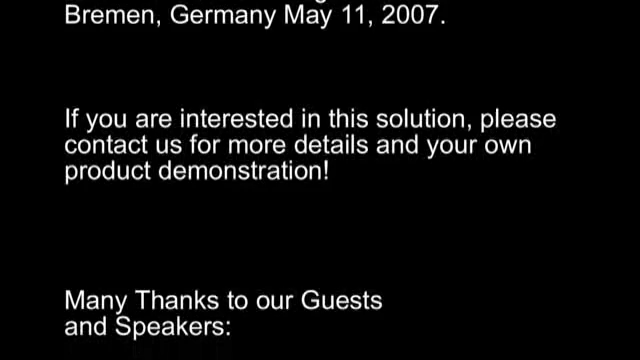 Bremen, Germany May 11, 2007.
If you are interested in this solution, please
contact us for more details and your own
product demonstration!
Many Thanks to our Guests
and Speakers: